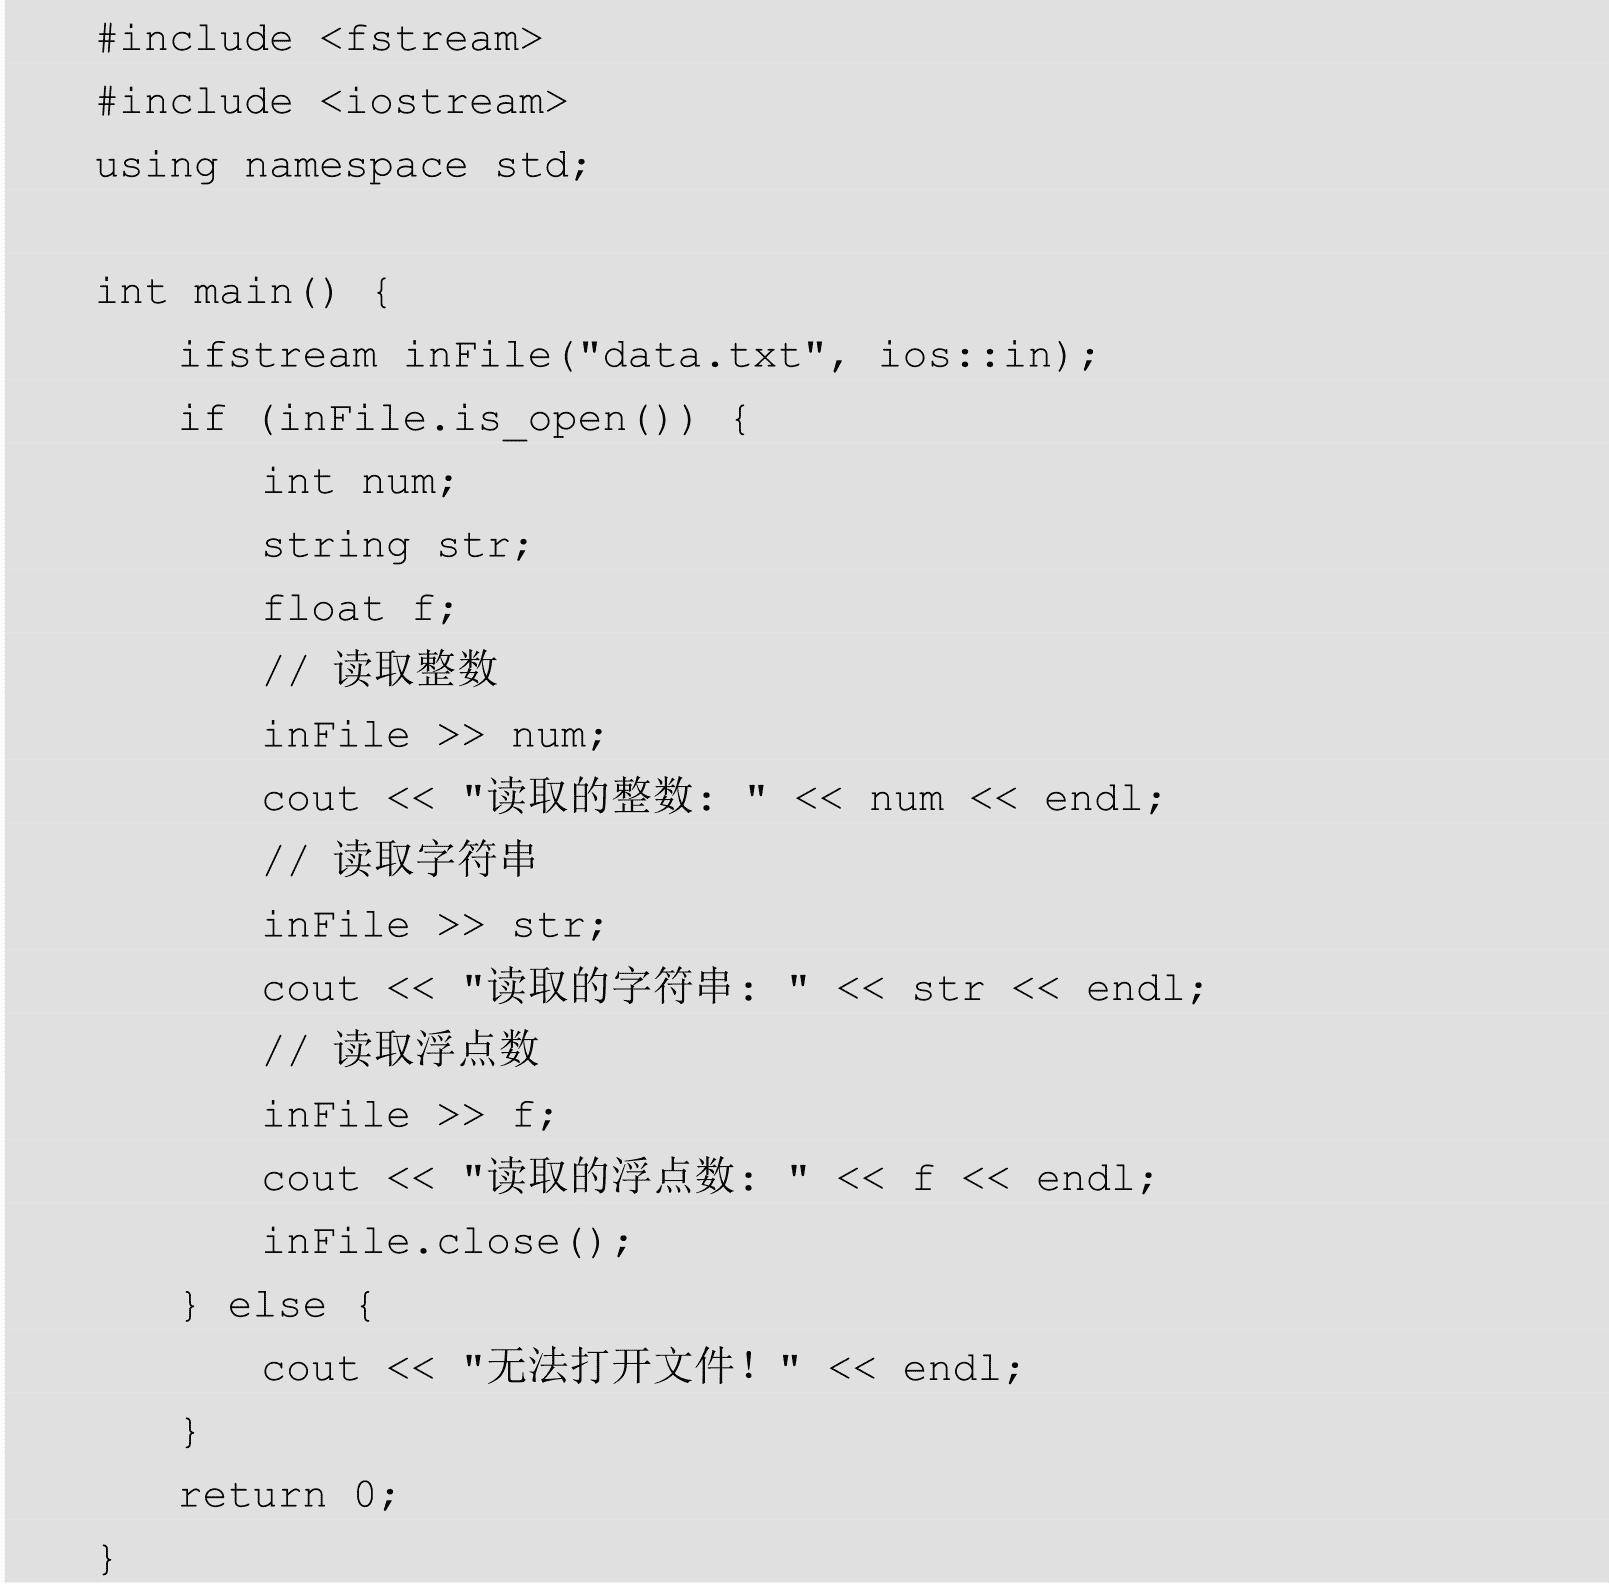 #include <fstream>
#include <iostream>
using namespace std;

int main() {
    ifstream inFile("data.txt", ios::in);
    if (inFile.is_open()) {
        int num;
        string str;
        float f;
        // 读取整数
        inFile >> num;
        cout << "读取的整数：" << num << endl;
        // 读取字符串
        inFile >> str;
        cout << "读取的字符串：" << str << endl;
        // 读取浮点数
        inFile >> f;
        cout << "读取的浮点数：" << f << endl;
        inFile.close();
    } else {
        cout << "无法打开文件！" << endl;
    }
    return 0;
}